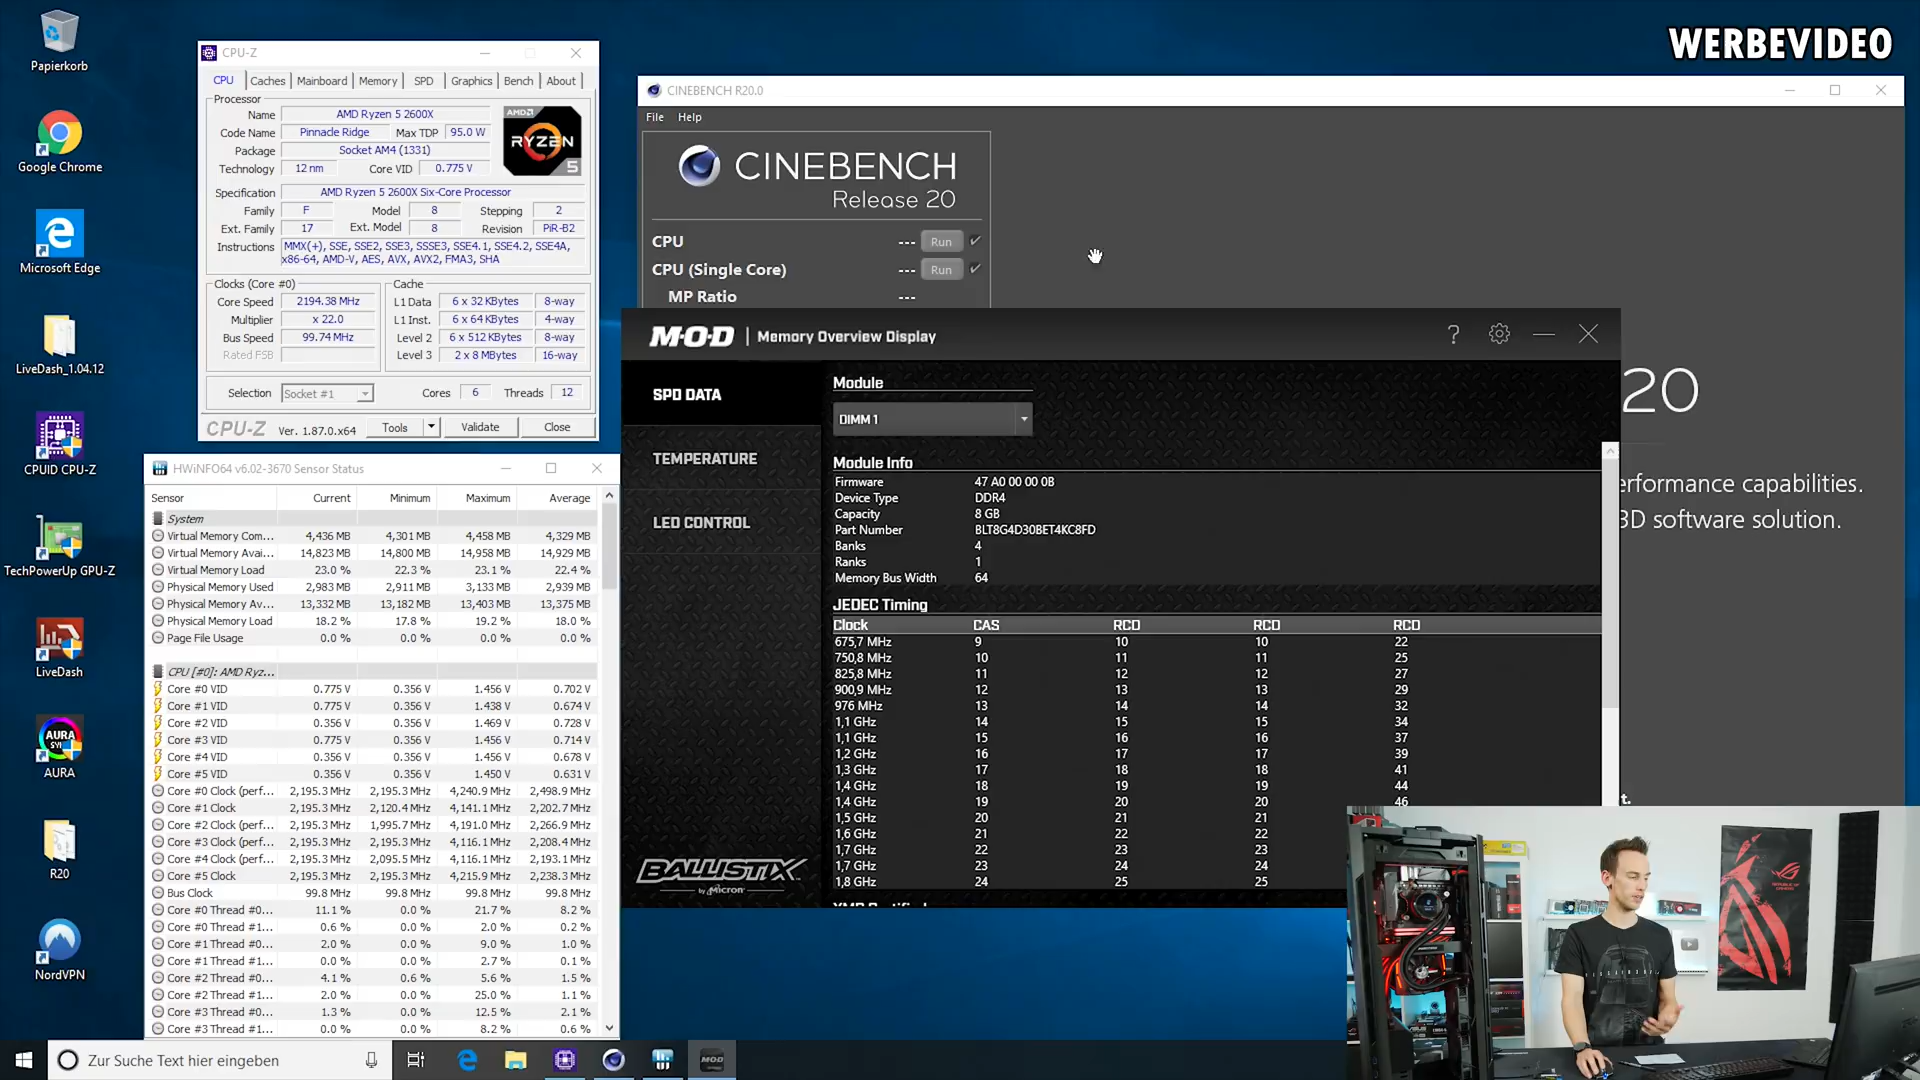 WERBEVIDEO
Papierkorb
Google Chrome
Microsoft Edge
LiveDash_1.04.12
CPUID CPU-Z
TechPowerUp GPU-Z
LiveDash
AURA
AURA
R20
NordVPN
CPU-Z
CPU Caches Mainboard Memory SPD Graphics Bench About
Processor
Name AMD Ryzen 5 2600X
Code Name Pinnacle Ridge Max TDP 95.0 W
Package Socket AM4 (1331)
Technology 12 nm Core VID 0.775 V
AMD
RYZEN
5
Specification AMD Ryzen 5 2600X Six-Core Processor
Family F Model 8 Stepping 2
Ext. Family 17 Ext. Model 8 Revision PiR-B2
Instructions MMX(+), SSE, SSE2, SSE3, SSSE3, SSE4.1, SSE4.2, SSE4A,
x86-64, AMD-V, AES, AVX, AVX2, FMA3, SHA
Clocks (Core #0)
Core Speed 2194.38 MHz
Multiplier x 22.0
Bus Speed 99.74 MHz
Rated FSB
Cache
L1 Data 6 x 32 KBytes 8-way
L1 Inst. 6 x 64 KBytes 4-way
Level 2 6 x 512 KBytes 8-way
Level 3 2 x 8 MBytes 16-way
Selection Socket #1 Cores 6 Threads 12
CPU-Z Ver. 1.87.0.x64 Tools Validate Close
HWiNFO64 v6.02-3670 Sensor Status
Sensor Current Minimum Maximum Average
System
Virtual Memory Com... 4,436 MB 4,301 MB 4,458 MB 4,329 MB
Virtual Memory Avai... 14,823 MB 14,800 MB 14,958 MB 14,929 MB
Virtual Memory Load 23.0 % 22.3 % 23.1 % 22.4 %
Physical Memory Used 2,983 MB 2,911 MB 3,133 MB 2,939 MB
Physical Memory Av... 13,332 MB 13,182 MB 13,403 MB 13,375 MB
Physical Memory Load 18.2 % 17.8 % 19.2 % 18.0 %
Page File Usage 0.0 % 0.0 % 0.0 % 0.0 %
CPU [#0]: AMD Ryz...
Core #0 VID 0.775 V 0.356 V 1.456 V 0.702 V
Core #1 VID 0.775 V 0.356 V 1.438 V 0.674 V
Core #2 VID 0.356 V 0.356 V 1.469 V 0.728 V
Core #3 VID 0.775 V 0.356 V 1.456 V 0.714 V
Core #4 VID 0.356 V 0.356 V 1.456 V 0.678 V
Core #5 VID 0.356 V 0.356 V 1.450 V 0.631 V
Core #0 Clock (perf... 2,195.3 MHz 2,195.3 MHz 4,240.9 MHz 2,498.9 MHz
Core #1 Clock 2,195.3 MHz 2,120.4 MHz 4,141.1 MHz 2,202.7 MHz
Core #2 Clock (perf... 2,195.3 MHz 1,995.7 MHz 4,191.0 MHz 2,266.9 MHz
Core #3 Clock (perf... 2,195.3 MHz 2,195.3 MHz 4,116.1 MHz 2,208.4 MHz
Core #4 Clock (perf... 2,195.3 MHz 2,095.5 MHz 4,116.1 MHz 2,193.1 MHz
Core #5 Clock 2,195.3 MHz 2,195.3 MHz 4,215.9 MHz 2,238.3 MHz
Bus Clock 99.8 MHz 99.8 MHz 99.8 MHz 99.8 MHz
Core #0 Thread #0... 11.1 % 0.0 % 21.7 % 8.2 %
Core #0 Thread #1... 0.6 % 0.0 % 2.0 % 0.2 %
Core #1 Thread #0... 2.0 % 0.0 % 9.0 % 1.0 %
Core #1 Thread #1... 0.0 % 0.0 % 2.7 % 0.1 %
Core #2 Thread #0... 4.1 % 0.6 % 5.6 % 1.5 %
Core #2 Thread #1... 2.0 % 0.0 % 25.0 % 1.1 %
Core #3 Thread #0... 1.3 % 0.0 % 12.5 % 2.1 %
Core #3 Thread #1... 0.0 % 0.0 % 8.2 % 0.6 %
CINEBENCH R20.0
File Help
CINEBENCH
Release 20
CPU --- Run
CPU (Single Core) --- Run
MP Ratio ---
20
erformance capabilities.
3D software solution.
t.
M.O.D | Memory Overview Display
SPD DATA
TEMPERATURE
LED CONTROL
BALLISTIX
by Micron
Module
DIMM 1
Module Info
Firmware 47 A0 00 00 0B
Device Type DDR4
Capacity 8 GB
Part Number BLT8G4D30BET4KC8FD
Banks 4
Ranks 1
Memory Bus Width 64
JEDEC Timing
Clock CAS RCD RCD RCD
675,7 MHz 9 10 10 22
750,8 MHz 10 11 11 25
825,8 MHz 11 12 12 27
900,9 MHz 12 13 13 29
976 MHz 13 14 14 32
1,1 GHz 14 15 15 34
1,1 GHz 15 16 16 37
1,2 GHz 16 17 17 39
1,3 GHz 17 18 18 41
1,4 GHz 18 19 19 44
1,4 GHz 19 20 20 46
1,5 GHz 20 21 21
1,6 GHz 21 22 22
1,7 GHz 22 23 23
1,7 GHz 23 24 24
1,8 GHz 24 25 25
Zur Suche Text hier eingeben
MOD